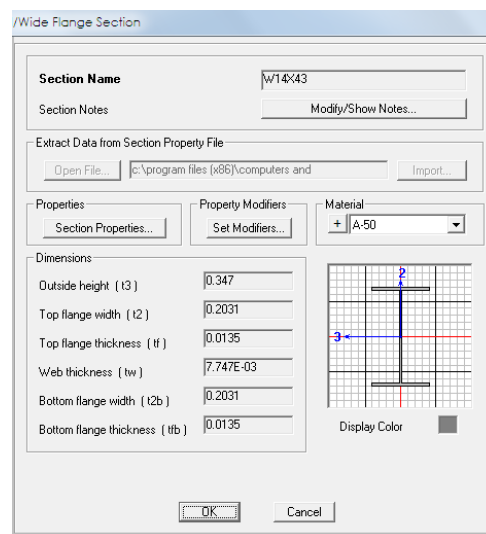 /Wide Flange Section
Section Name W14X43
Section Notes Modify/Show Notes...
Extract Data from Section Property File
Open File... c:\program files (x86)\computers and Import...
Properties Property Modifiers Material
Section Properties... Set Modifiers... + A-50
Dimensions
Outside height ( t3 ) 0.347
Top flange width ( t2 ) 0.2031
Top flange thickness ( tf ) 0.0135
Web thickness ( tw ) 7.747E-03
Bottom flange width ( t2b ) 0.2031
Bottom flange thickness ( tfb ) 0.0135
2
3
Display Color
OK Cancel